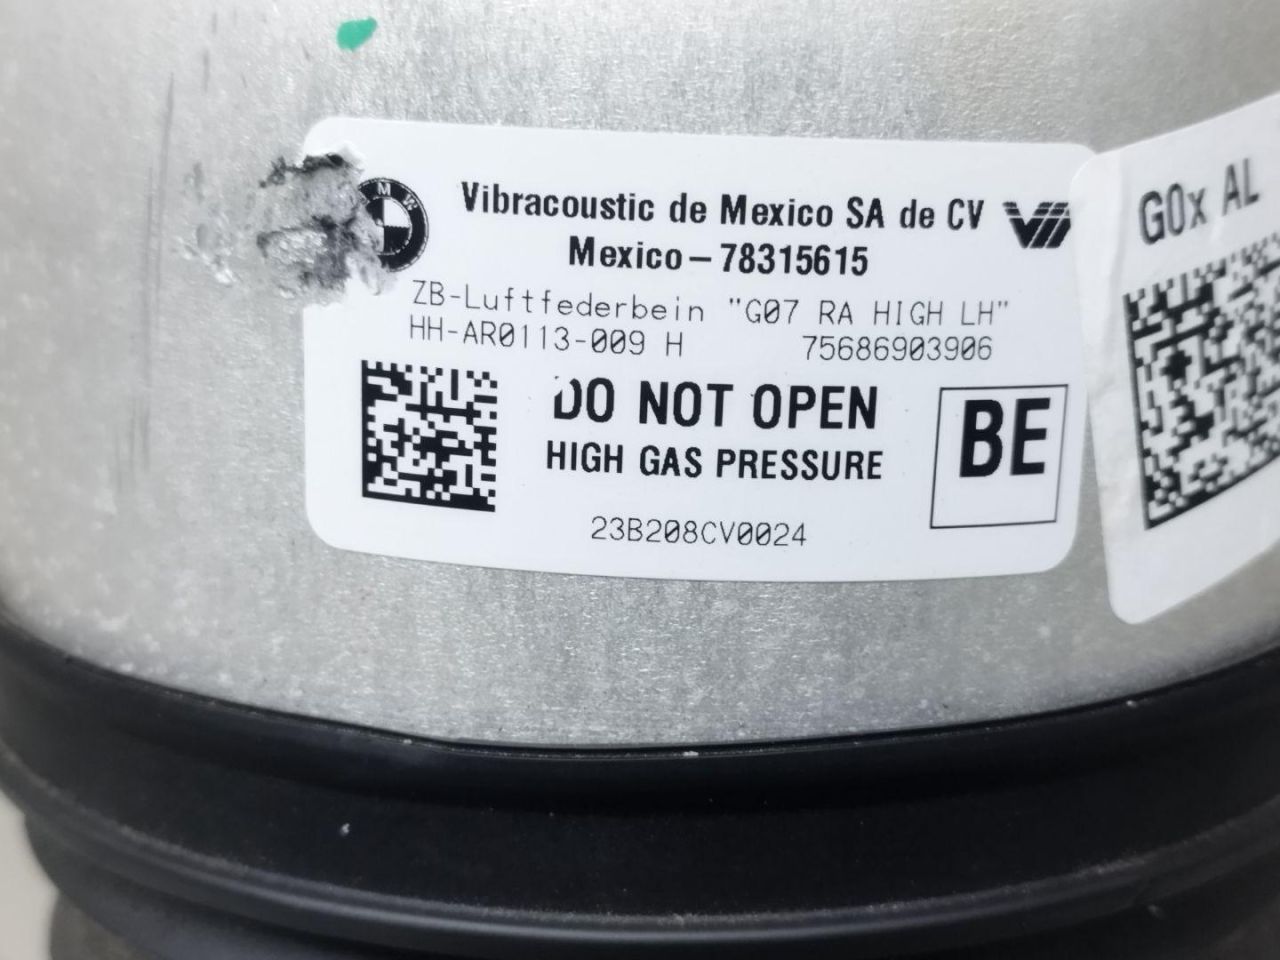 BMW
Vibracoustic de Mexico SA de CV
Mexico-78315615
ZB-Luftfederbein "G07 RA HIGH LH"
HH-AR0113-009 H 75686903906
DO NOT OPEN
HIGH GAS PRESSURE
BE
23B208CV0024
G0x AL